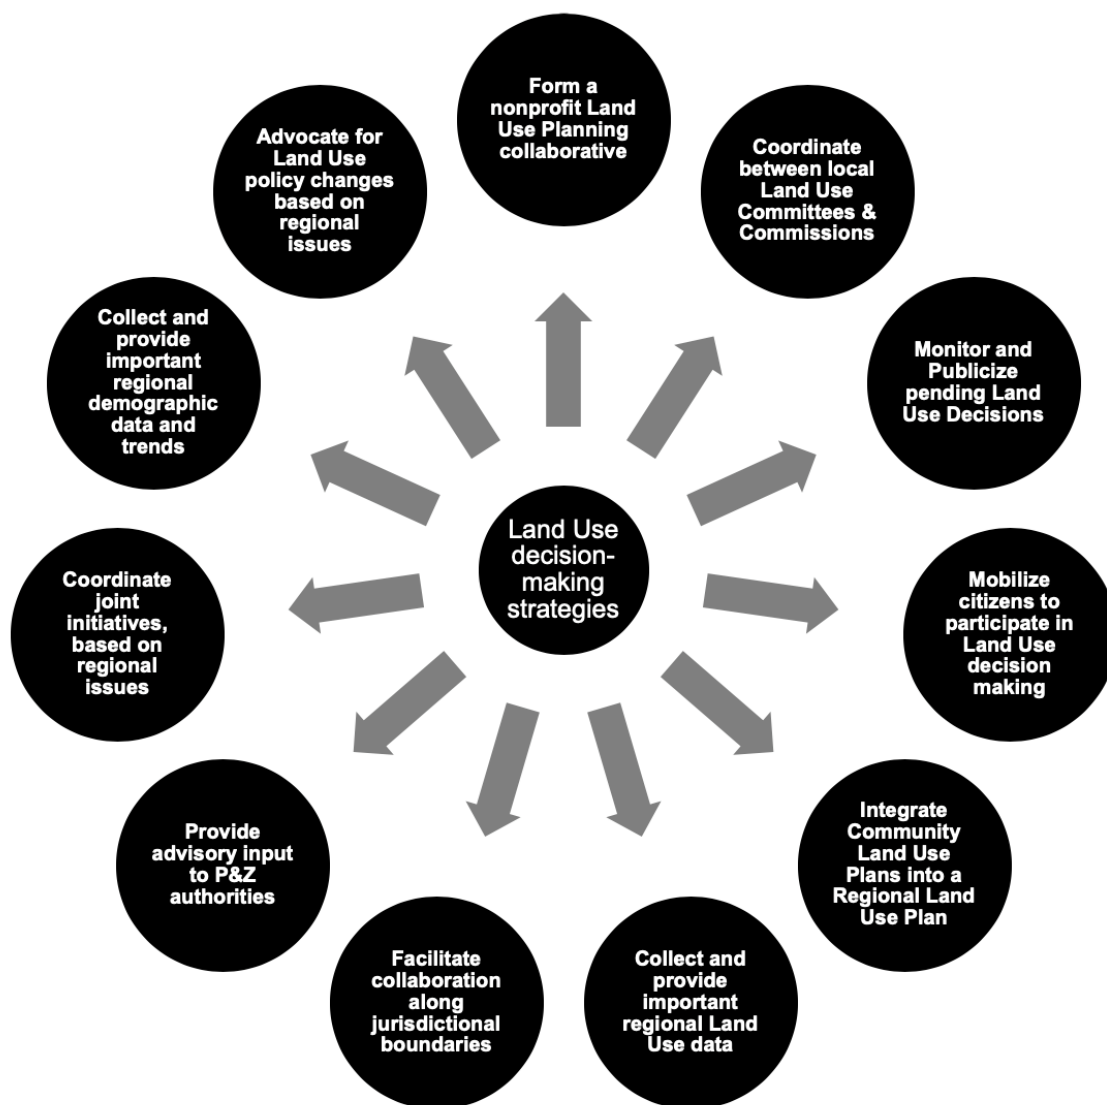 Form a
nonprofit Land
Use Planning
collaborative
Coordinate
between local
Land Use
Committees &
Commissions
Monitor and
Publicize
pending Land
Use Decisions
Mobilize
citizens to
participate in
Land Use
decision
making
Integrate
Community
Land Use
Plans into a
Regional Land
Use Plan
Collect and
provide
important
regional Land
Use data
Facilitate
collaboration
along
jurisdictional
boundaries
Provide
advisory input
to P&Z
authorities
Coordinate
joint
initiatives,
based on
regional
issues
Collect and
provide
important
regional
demographic
data and
trends
Advocate for
Land Use
policy changes
based on
regional
issues
Land Use
decision-
making
strategies